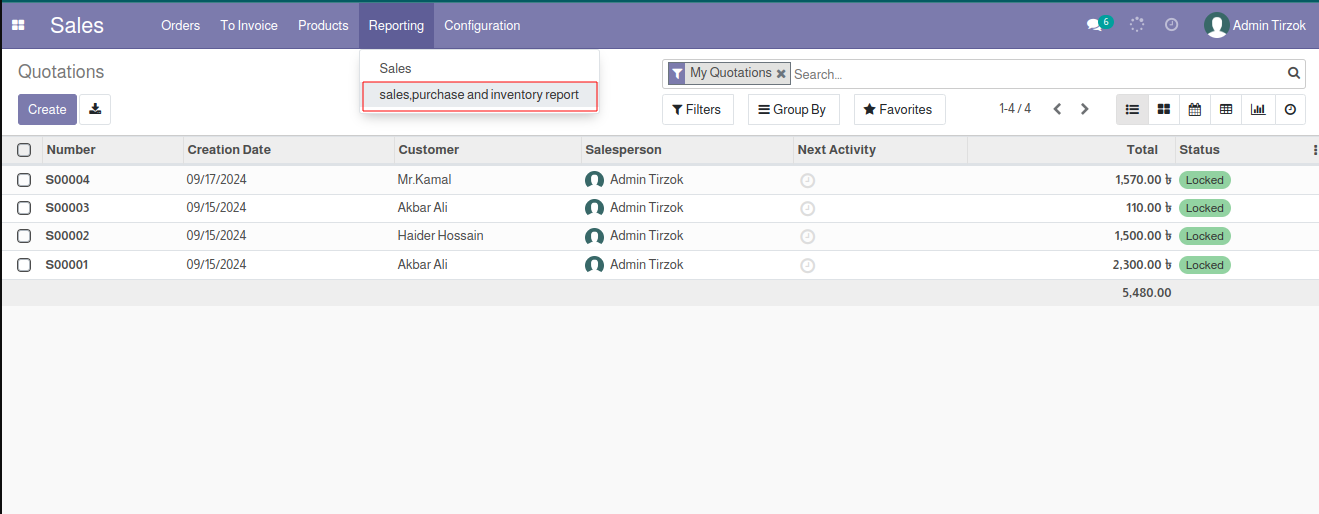 Sales Orders To Invoice Products Reporting Configuration 6 Admin Tirzok
Quotations
Sales
sales,purchase and inventory report
My Quotations Search...
Create
Filters Group By Favorites 1-4 / 4
Number Creation Date Customer Salesperson Next Activity Total Status
S00004 09/17/2024 Mr.Kamal Admin Tirzok 1,570.00 ৳ Locked
S00003 09/15/2024 Akbar Ali Admin Tirzok 110.00 ৳ Locked
S00002 09/15/2024 Haider Hossain Admin Tirzok 1,500.00 ৳ Locked
S00001 09/15/2024 Akbar Ali Admin Tirzok 2,300.00 ৳ Locked
5,480.00